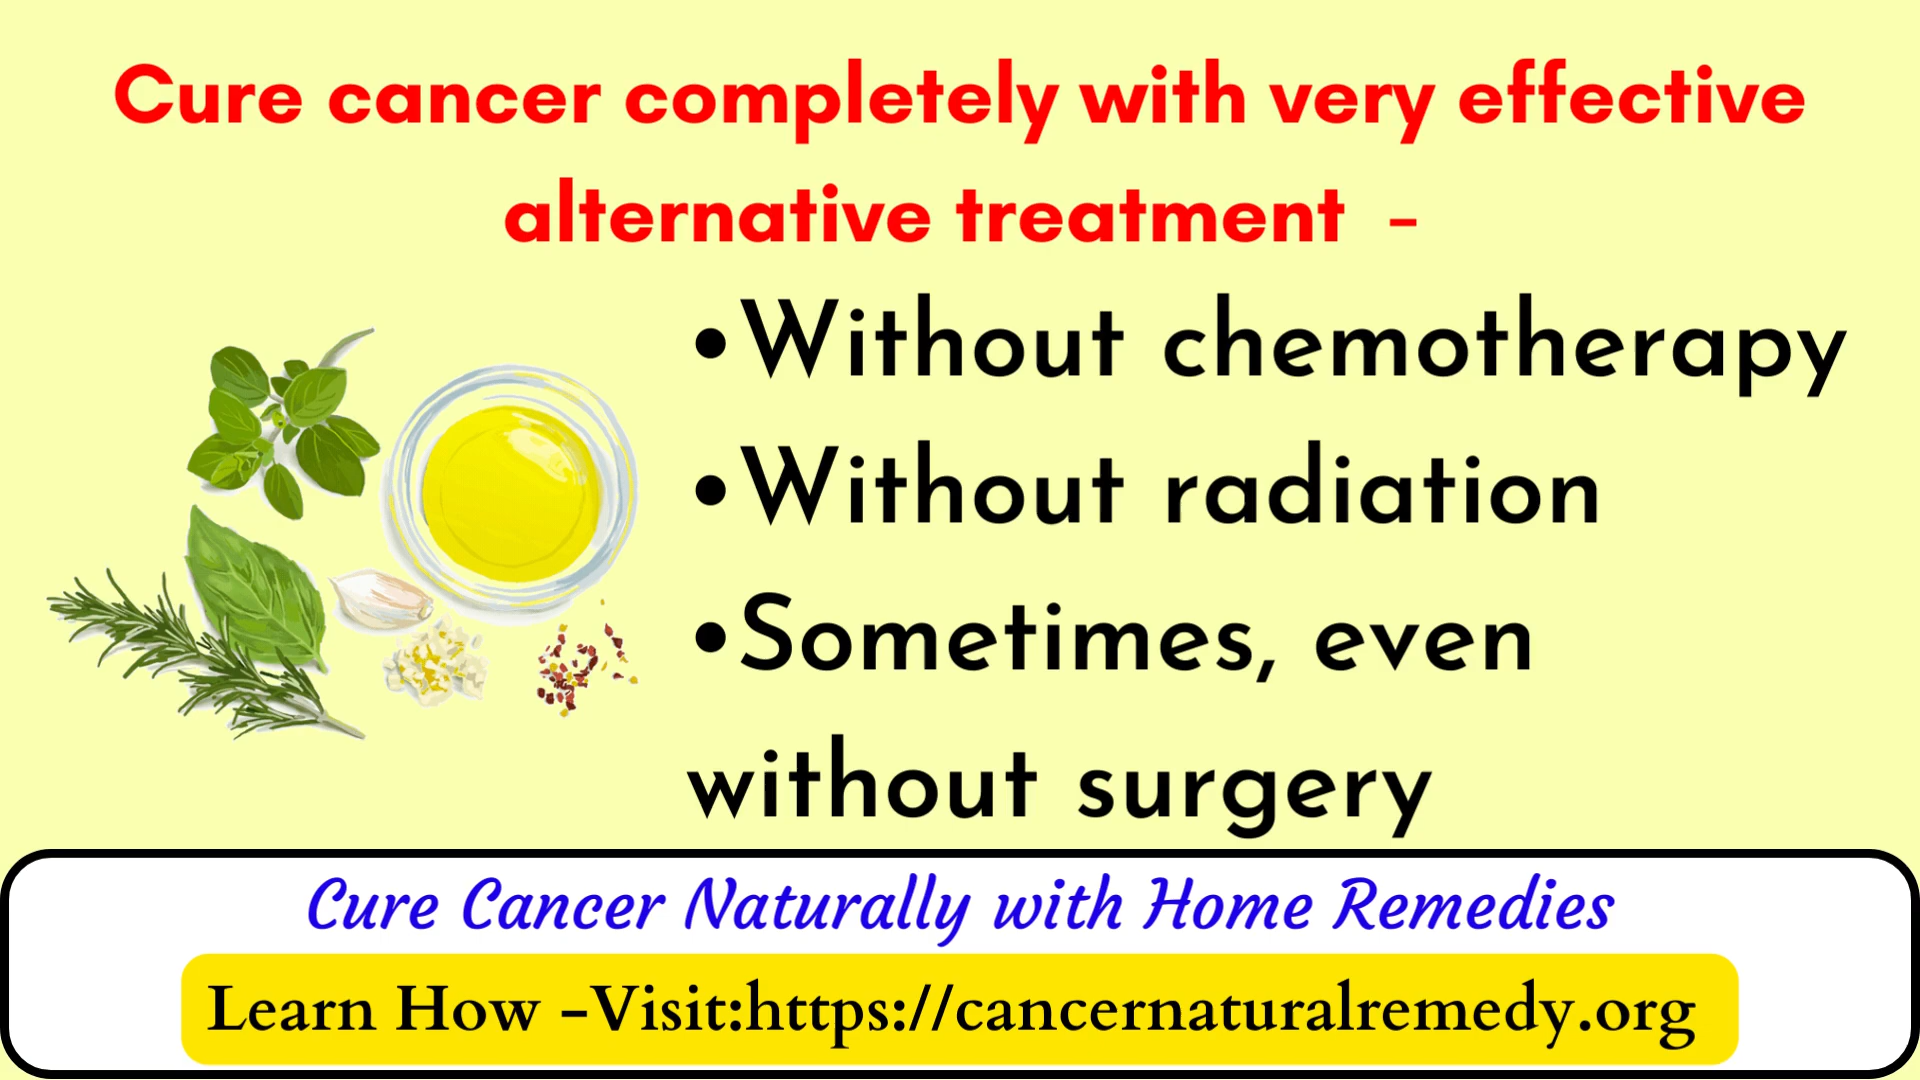 Cure cancer completely with very effective
alternative treatment -
•Without chemotherapy
•Without radiation
•Sometimes, even
without surgery
Cure Cancer Naturally with Home Remedies
Learn How -Visit:https://cancernaturalremedy.org